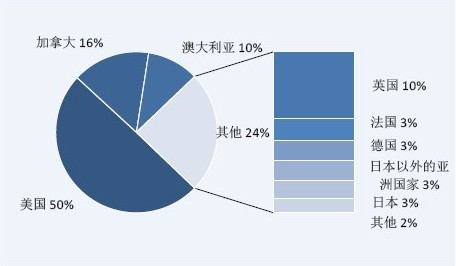 加拿大 16%
澳大利亚 10%
其他 24%
美国 50%
英国 10%
法国 3%
德国 3%
日本以外的亚
洲国家 3%
日本 3%
其他 2%